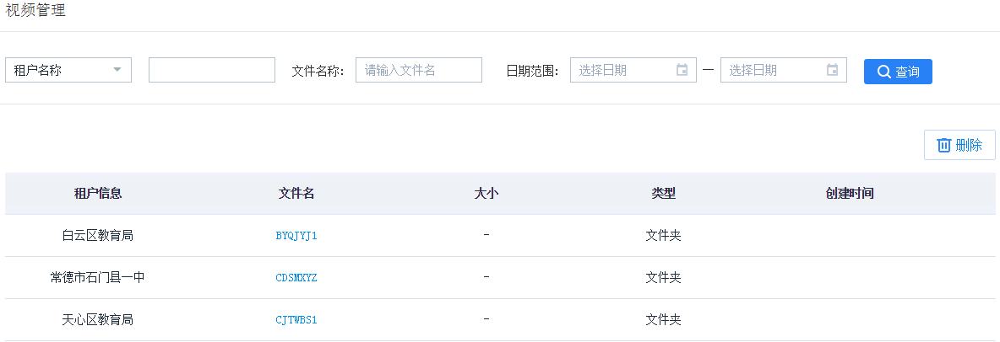 视频管理
租户名称 文件名称: 请输入文件名 日期范围: 选择日期 — 选择日期 查询
删除
租户信息 文件名 大小 类型 创建时间
白云区教育局 BYQJYJ1 - 文件夹
常德市石门县一中 CDSMXYZ - 文件夹
天心区教育局 CJTWBS1 - 文件夹